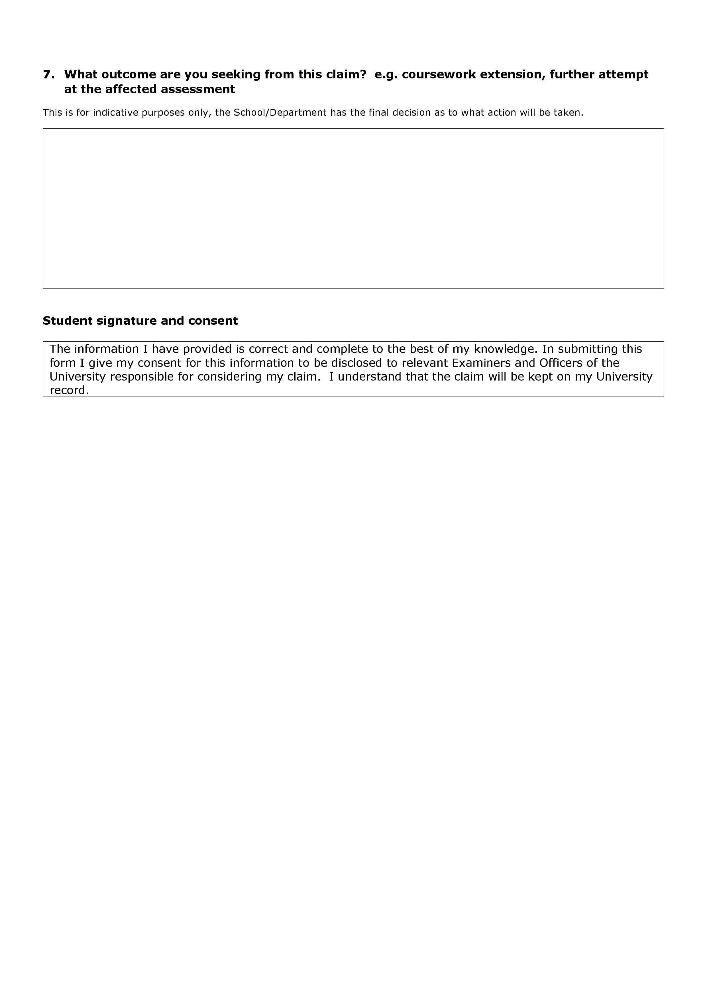 7. What outcome are you seeking from this claim?  e.g. coursework extension, further attempt
at the affected assessment
This is for indicative purposes only, the School/Department has the final decision as to what action will be taken.
Student signature and consent
The information I have provided is correct and complete to the best of my knowledge. In submitting this
form I give my consent for this information to be disclosed to relevant Examiners and Officers of the
University responsible for considering my claim.  I understand that the claim will be kept on my University
record.